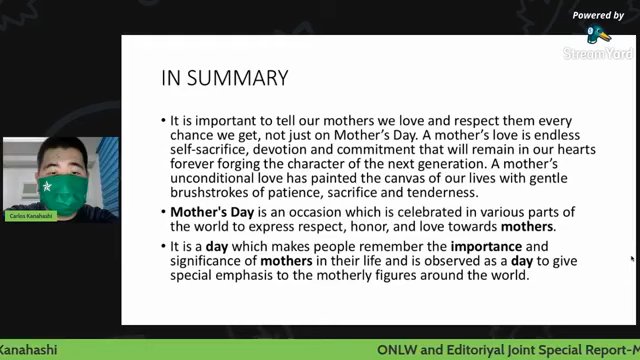 Powered by
StreamYard
IN SUMMARY
• It is important to tell our mothers we love and respect them every
chance we get, not just on Mother's Day. A mother's love is endless
self-sacrifice, devotion and commitment that will remain in our hearts
forever forging the character of the next generation. A mother's
unconditional love has painted the canvas of our lives with gentle
brushstrokes of patience, sacrifice and tenderness.
• Mother's Day is an occasion which is celebrated in various parts of
the world to express respect, honor, and love towards mothers.
• It is a day which makes people remember the importance and
significance of mothers in their life and is observed as a day to give
special emphasis to the motherly figures around the world.
Carlos Kanahashi
Kanahashi
ONLW and Editoriyal Joint Special Report-M